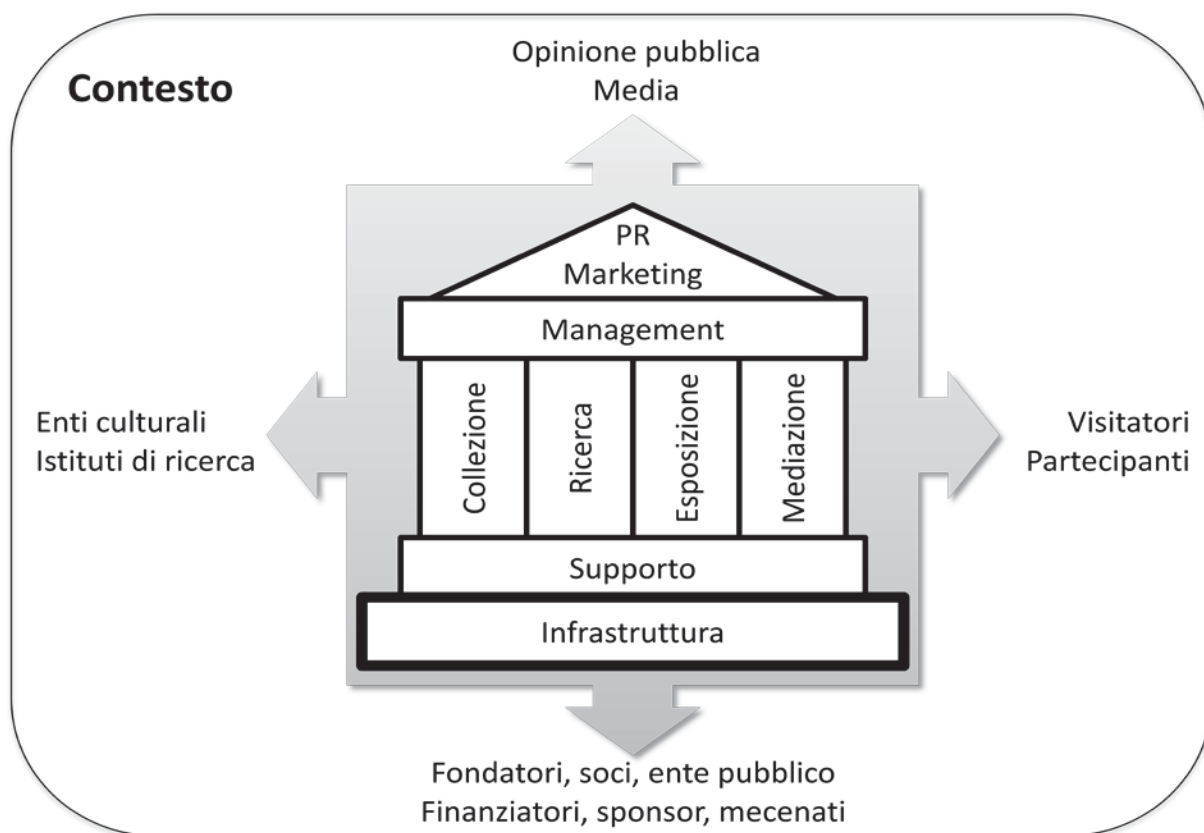 Contesto
Opinione pubblica
Media
PR
Marketing
Management
Enti culturali
Istituti di ricerca
Collezione
Ricerca
Esposizione
Mediazione
Visitatori
Partecipanti
Supporto
Infrastruttura
Fondatori, soci, ente pubblico
Finanziatori, sponsor, mecenati